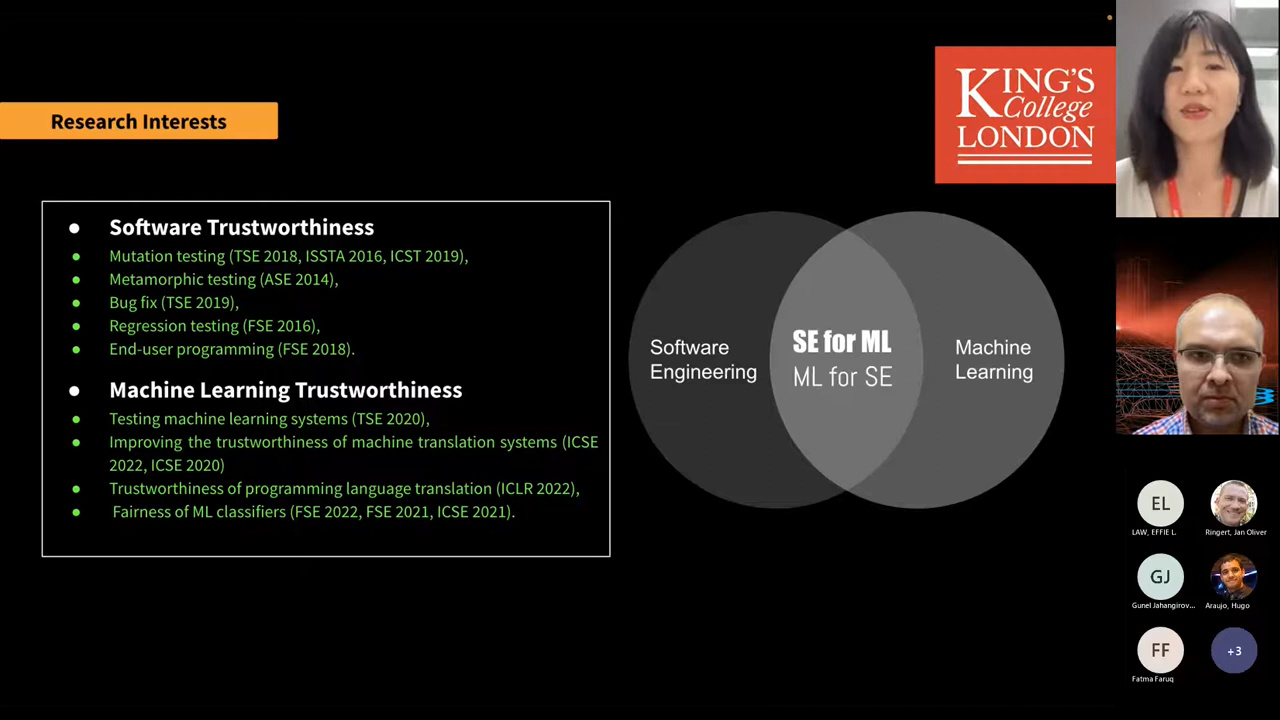 Research Interests
KING'S
College
LONDON
● Software Trustworthiness
● Mutation testing (TSE 2018, ISSTA 2016, ICST 2019),
● Metamorphic testing (ASE 2014),
● Bug fix (TSE 2019),
● Regression testing (FSE 2016),
● End-user programming (FSE 2018).
● Machine Learning Trustworthiness
● Testing machine learning systems (TSE 2020),
● Improving the trustworthiness of machine translation systems (ICSE
2022, ICSE 2020)
● Trustworthiness of programming language translation (ICLR 2022),
● Fairness of ML classifiers (FSE 2022, FSE 2021, ICSE 2021).
Software
Engineering
SE for ML
ML for SE
Machine
Learning
EL
LAW, EFFIE L.
Ringert, Jan Oliver
GJ
Gunel Jahangirov...
Araujo, Hugo
FF
Fatma Faruq
+3